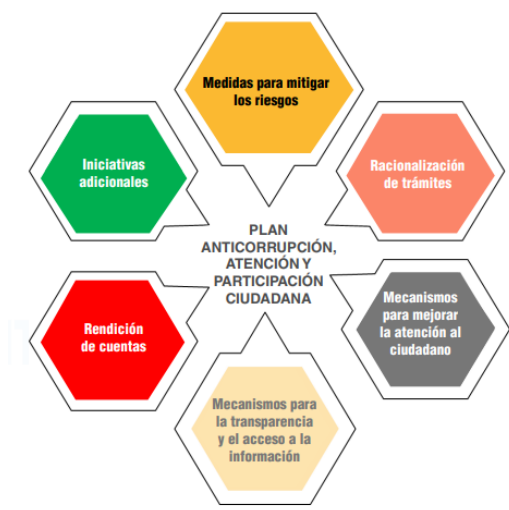 Medidas para mitigar
los riesgos
Iniciativas
adicionales
Racionalización
de trámites
PLAN
ANTICORRUPCIÓN,
ATENCIÓN Y
PARTICIPACIÓN
CIUDADANA
Rendición
de cuentas
Mecanismos
para mejorar
la atención al
ciudadano
Mecanismos para
la transparencia
y el acceso a la
información